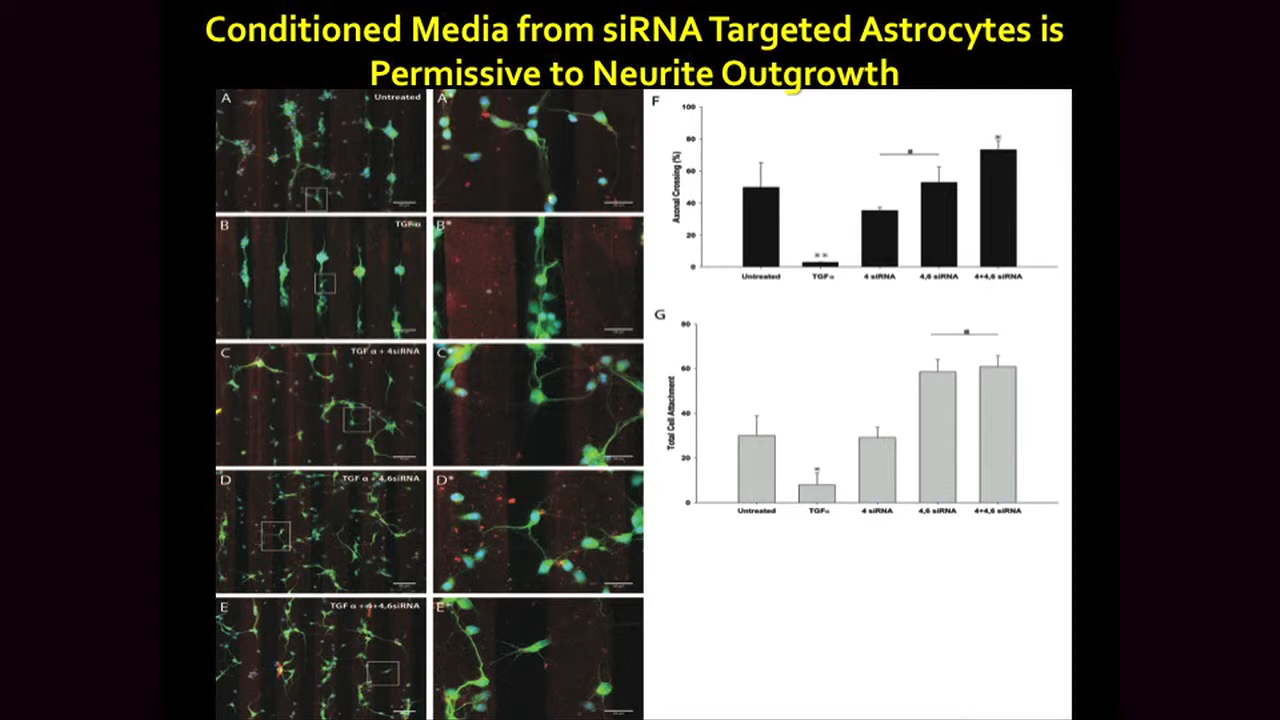 Conditioned Media from siRNA Targeted Astrocytes is
Permissive to Neurite Outgrowth
A
Untreated
A
B
TGFα
B*
C
TGF α + 4siRNA
C
D
TGF α + 4,6siRNA
D*
E
TGF α + 4+4,6siRNA
E
F
Axonal Crossing (%)
100
80
60
40
20
0
**
*
Untreated
TGFα
4 siRNA
4,6 siRNA
4+4,6 siRNA
G
Total Cell Attachment
80
60
40
20
0
*
Untreated
TGFα
4 siRNA
4,6 siRNA
4+4,6 siRNA